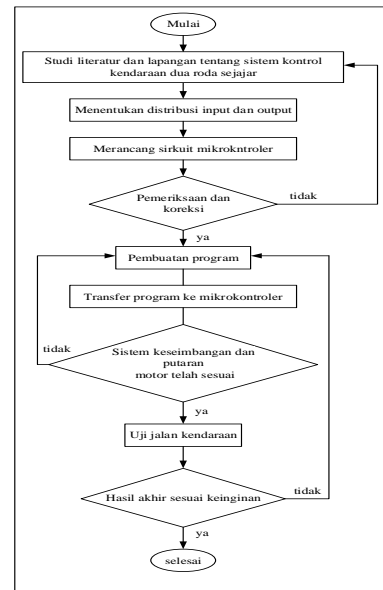 Mulai
Studi literatur dan lapangan tentang sistem kontrol
kendaraan dua roda sejajar
Menentukan distribusi input dan output
Merancang sirkuit mikrokntroler
Pemeriksaan dan
koreksi
tidak
ya
Pembuatan program
Transfer program ke mikrokontroler
tidak
Sistem keseimbangan dan
putaran
motor telah sesuai
ya
Uji jalan kendaraan
Hasil akhir sesuai keinginan
tidak
ya
selesai